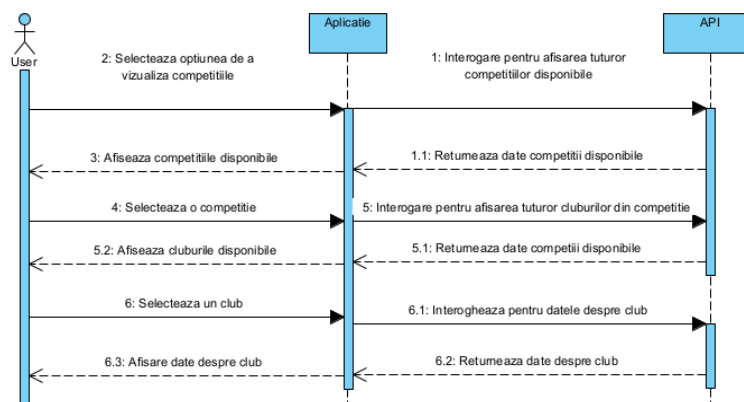 Aplicatie
API
User
2: Selecteaza optiunea de a
vizualiza competitiile
1: Interogare pentru afisarea tuturor
competitiilor disponibile
3: Afiseaza competitiile disponibile
1.1: Returneaza date competitii disponibile
4: Selecteaza o competitie
5: Interogare pentru afisarea tuturor cluburilor din competitie
5.2: Afiseaza cluburile disponibile
5.1: Returneaza date competiii disponibile
6: Selecteaza un club
6.1: Interogheaza pentru datele despre club
6.3: Afisare date despre club
6.2: Returneaza date despre club